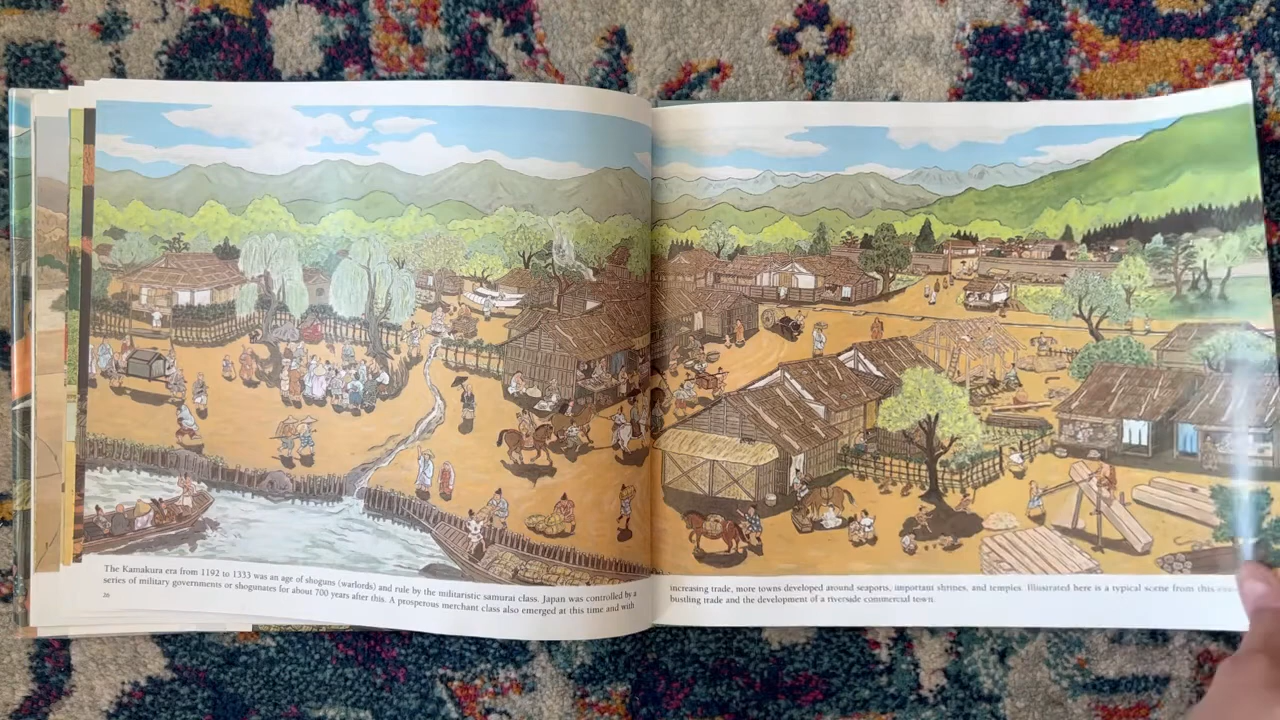 The Kamakura era from 1192 to 1333 was an age of shoguns (warlords) and rule by the militaristic samurai class. Japan was controlled by a
series of military governments or shogunates for about 700 years after this. A prosperous merchant class also emerged at this time and with
20
increasing trade, more towns developed around seaports, important shrines, and temples. Illustrated here is a typical scene from this
bustling trade and the development of a riverside commercial town.